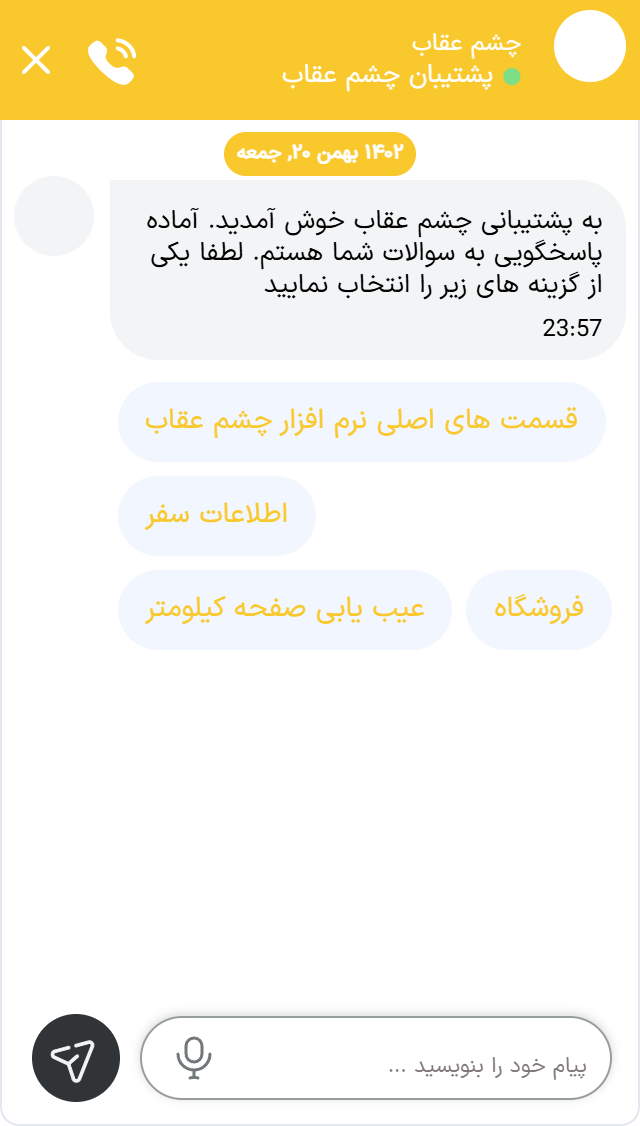 چشم عقاب
پشتیبان چشم عقاب
۱۴۰۲ بهمن ۲۰, جمعه
به پشتیبانی چشم عقاب خوش آمدید. آماده
پاسخگویی به سوالات شما هستم. لطفا یکی
از گزینه های زیر را انتخاب نمایید
23:57
قسمت های اصلی نرم افزار چشم عقاب
اطلاعات سفر
فروشگاه
عیب یابی صفحه کیلومتر
پیام خود را بنویسید ...